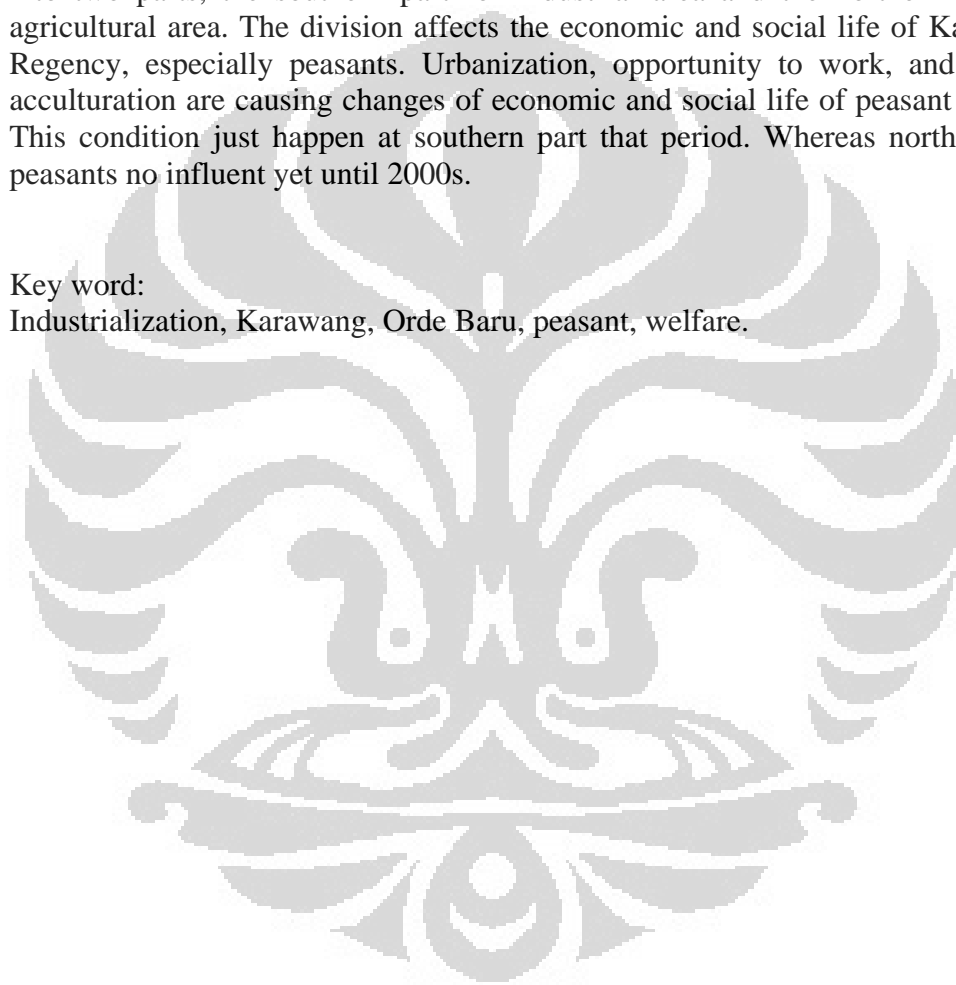 agricultural area. The division affects the economic and social life of Ka
Regency, especially peasants. Urbanization, opportunity to work, and
acculturation are causing changes of economic and social life of peasant
This condition just happen at southern part that period. Whereas north
peasants no influent yet until 2000s.
Key word:
Industrialization, Karawang, Orde Baru, peasant, welfare.